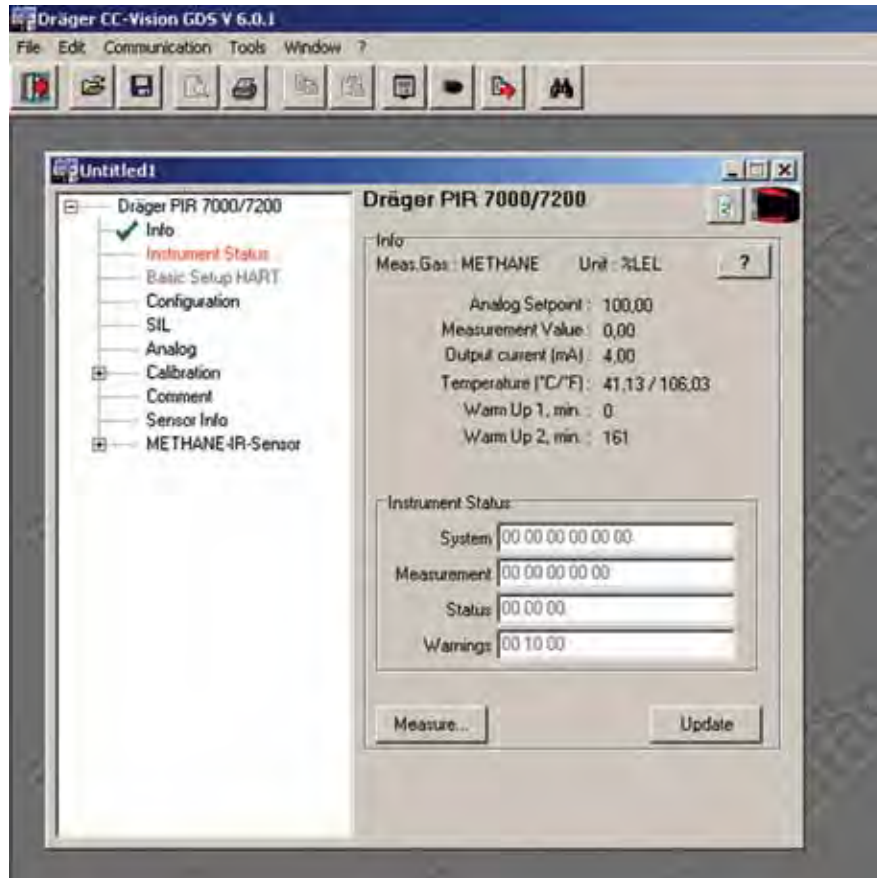 Dräger CC-Vision GDS V 6.0.1
File Edit Communication Tools Window ?
Untitled1
Dräger PIR 7000/7200
Info
Instrument Status
Basic Setup HART
Configuration
SIL
Analog
Calibration
Comment
Sensor Info
METHANE-IR-Sensor
Dräger PIR 7000/7200
Info
Meas.Gas : METHANE Unit : %LEL ?
Analog Setpoint : 100,00
Measurement Value : 0,00
Output current (mA) : 4,00
Temperature (°C/°F) : 41,13 / 106,03
Warm Up 1, min. : 0
Warm Up 2, min. : 161
Instrument Status
System 00 00 00 00 00 00
Measurement 00 00 00 00 00
Status 00 00 00
Warnings 00 10 00
Measure... Update